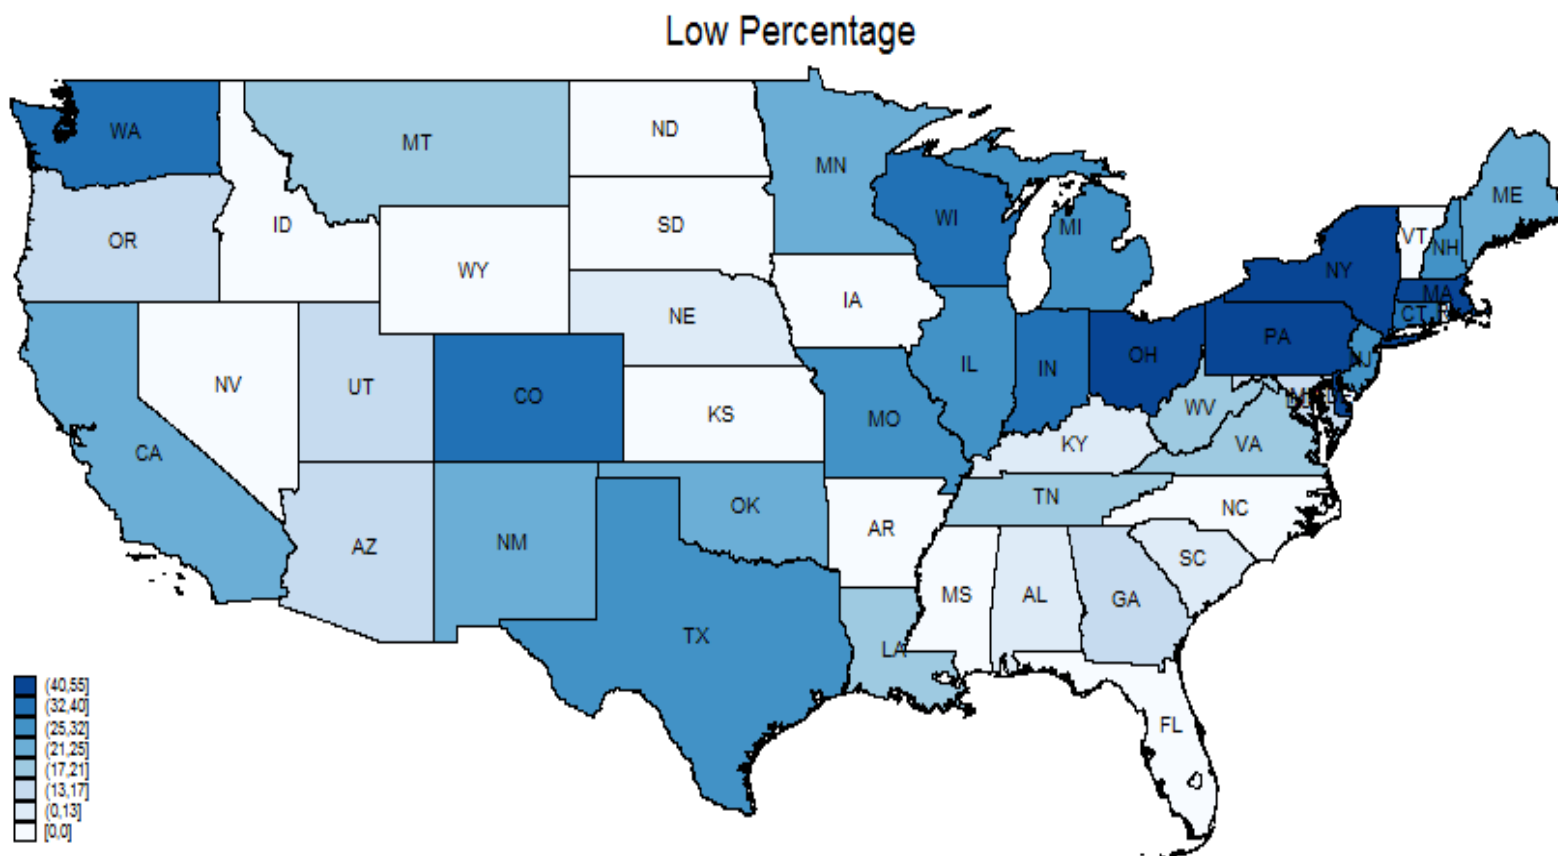 Low Percentage
WA
MT
ND
MN
ME
OR
ID
SD
WI
MI
VT
NH
NY
WY
MA
IA
NE
CT
PA
NV
UT
CO
KS
IL
IN
OH
NJ
MO
WV
CA
KY
VA
TN
OK
NC
AZ
NM
AR
SC
MS
AL
GA
TX
LA
FL
(40,55]
(32,40]
(25,32]
(21,25]
(17,21]
(13,17]
(0,13]
[0,0]